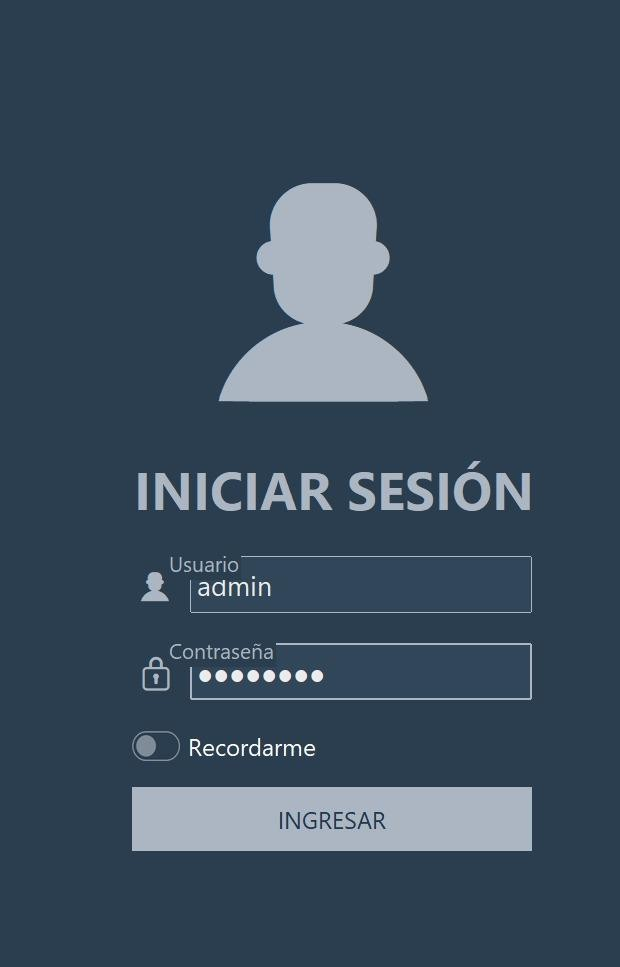 INICIAR SESIÓN
Usuario
admin
Contraseña
●●●●●●●●
Recordarme
INGRESAR